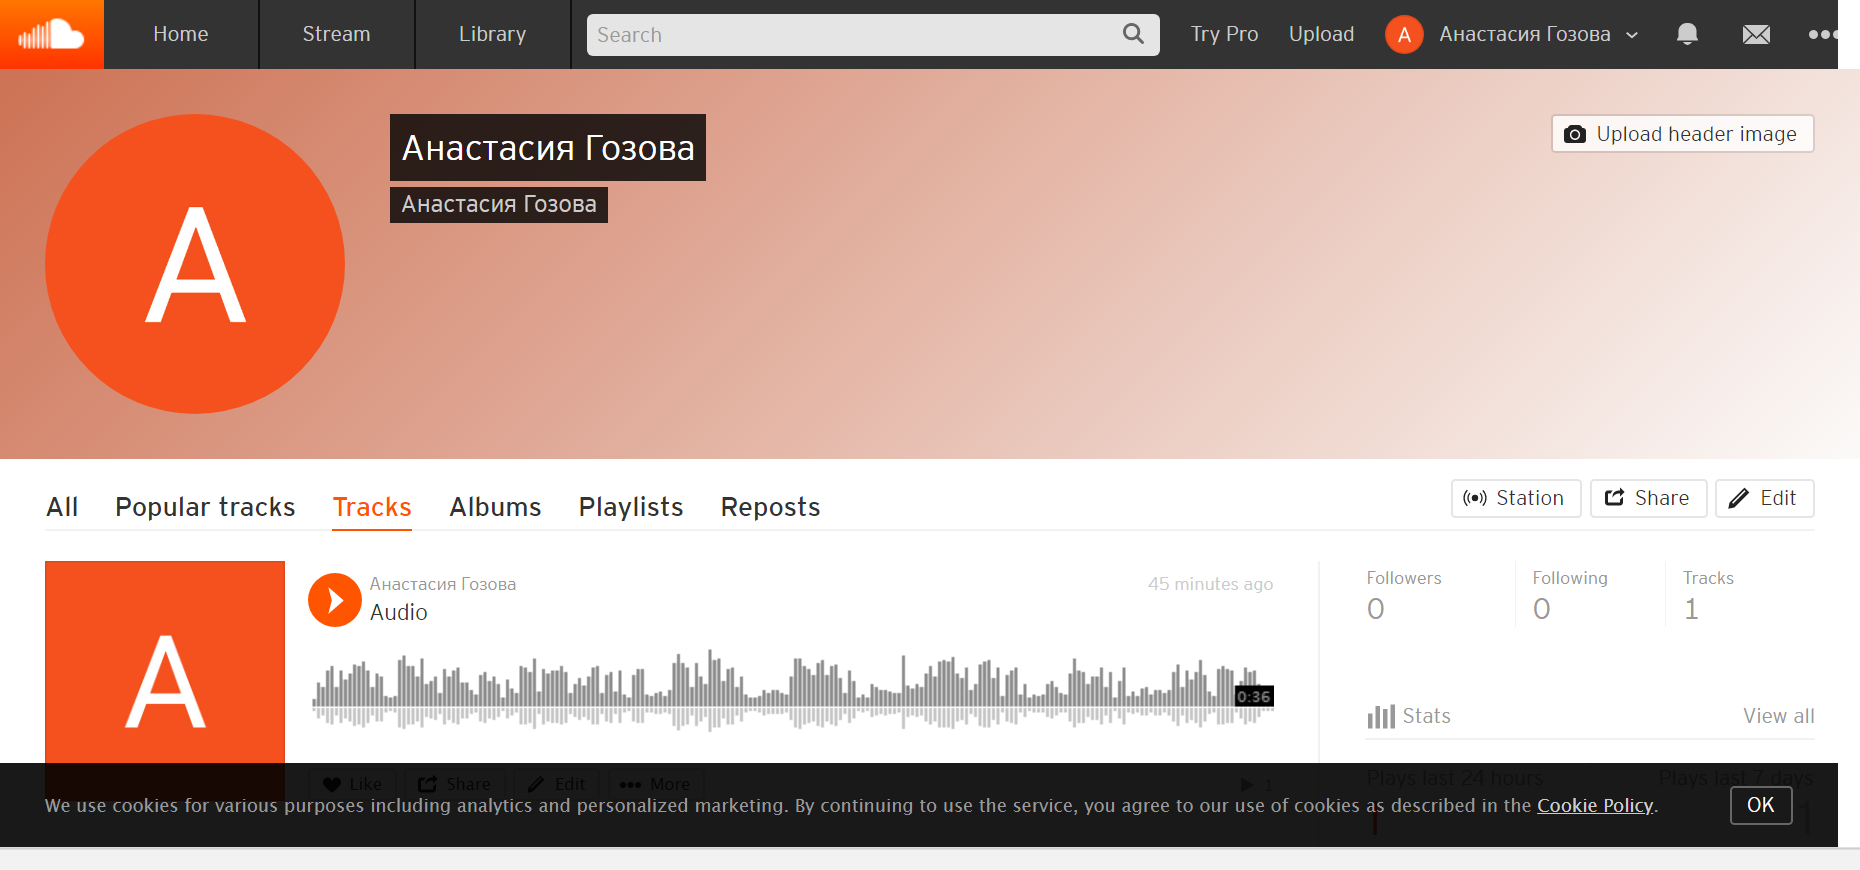 Home
Stream
Library
Search
Try Pro
Upload
A
Анастасия Гозова
A
Анастасия Гозова
Анастасия Гозова
Upload header image
All
Popular tracks
Tracks
Albums
Playlists
Reposts
Station
Share
Edit
A
Анастасия Гозова
45 minutes ago
Audio
0:36
Followers
0
Following
0
Tracks
1
Stats
View all
Like
Share
Edit
More
1
Plays last 24 hours
Plays last 7 days
1
We use cookies for various purposes including analytics and personalized marketing. By continuing to use the service, you agree to our use of cookies as described in the Cookie Policy.
OK